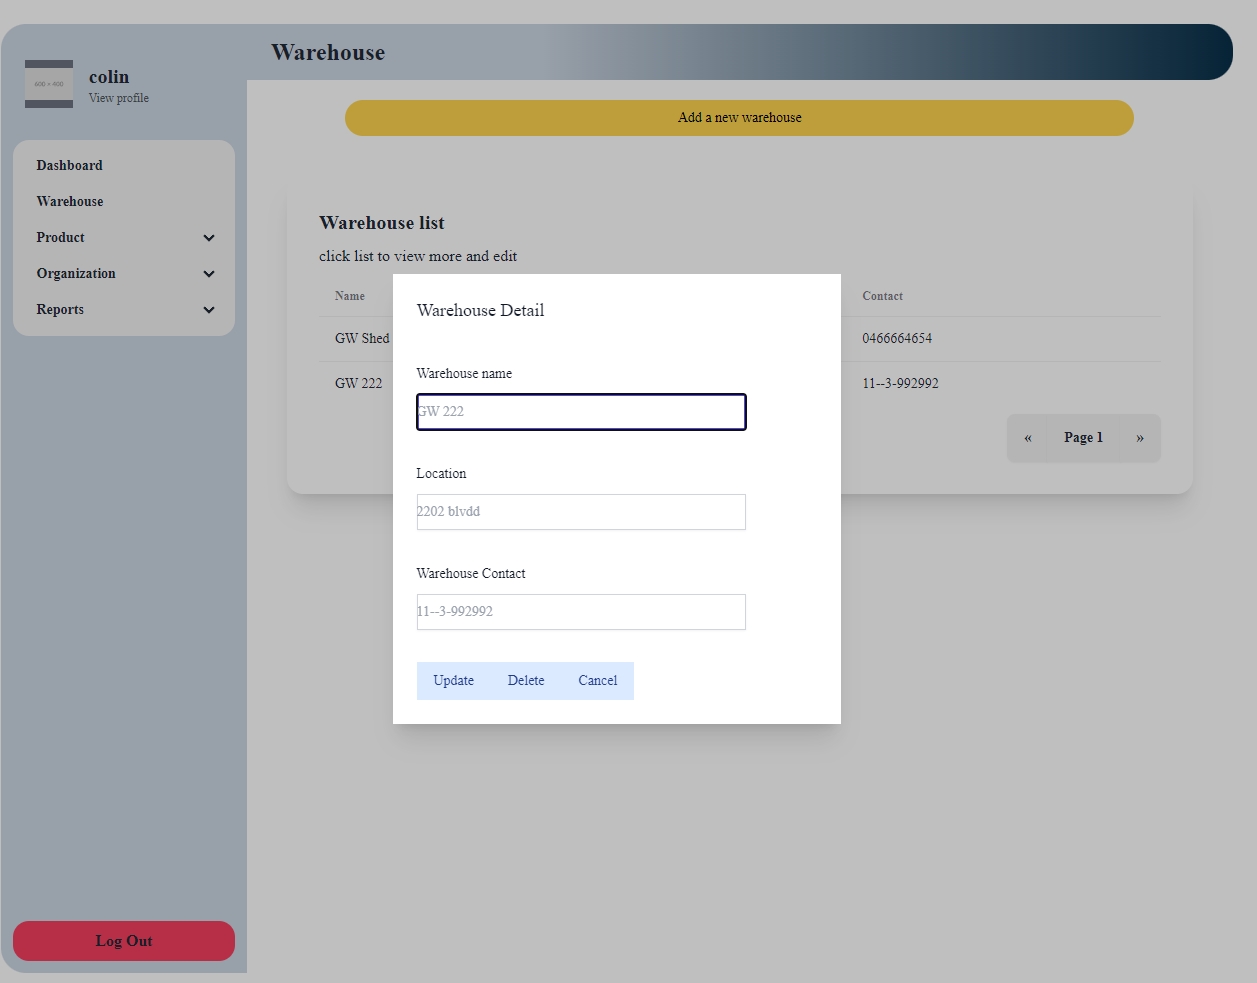 Warehouse
600 × 400
colin
View profile
Dashboard
Warehouse
Product
Organization
Reports
Log Out
Add a new warehouse
Warehouse list
click list to view more and edit
Name
Contact
GW Shed
0466664654
GW 222
11--3-992992
«
Page 1
»
Warehouse Detail
Warehouse name
GW 222
Location
2202 blvdd
Warehouse Contact
11--3-992992
Update Delete Cancel